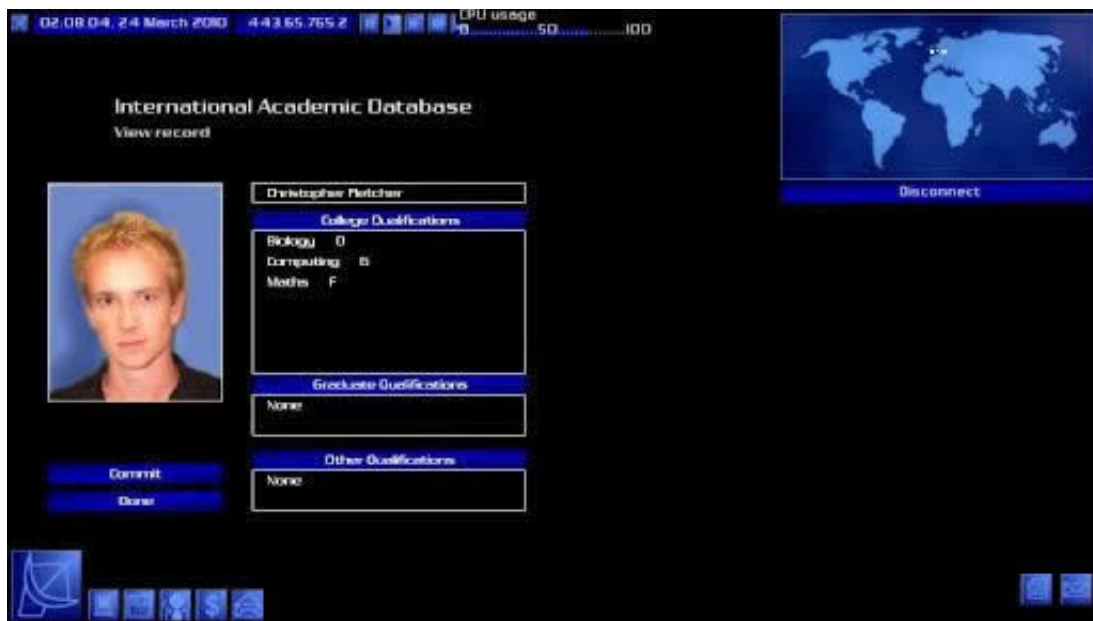 02.08.04, 24 March 2010 443.65.765.2 CPU usage
0 50 100
International Academic Database
View record
Christopher
Disconnect
College Qualifications
Biology D
Computing
Maths F
Graduate Qualifications
None
Other Qualifications
None
Commit
Done